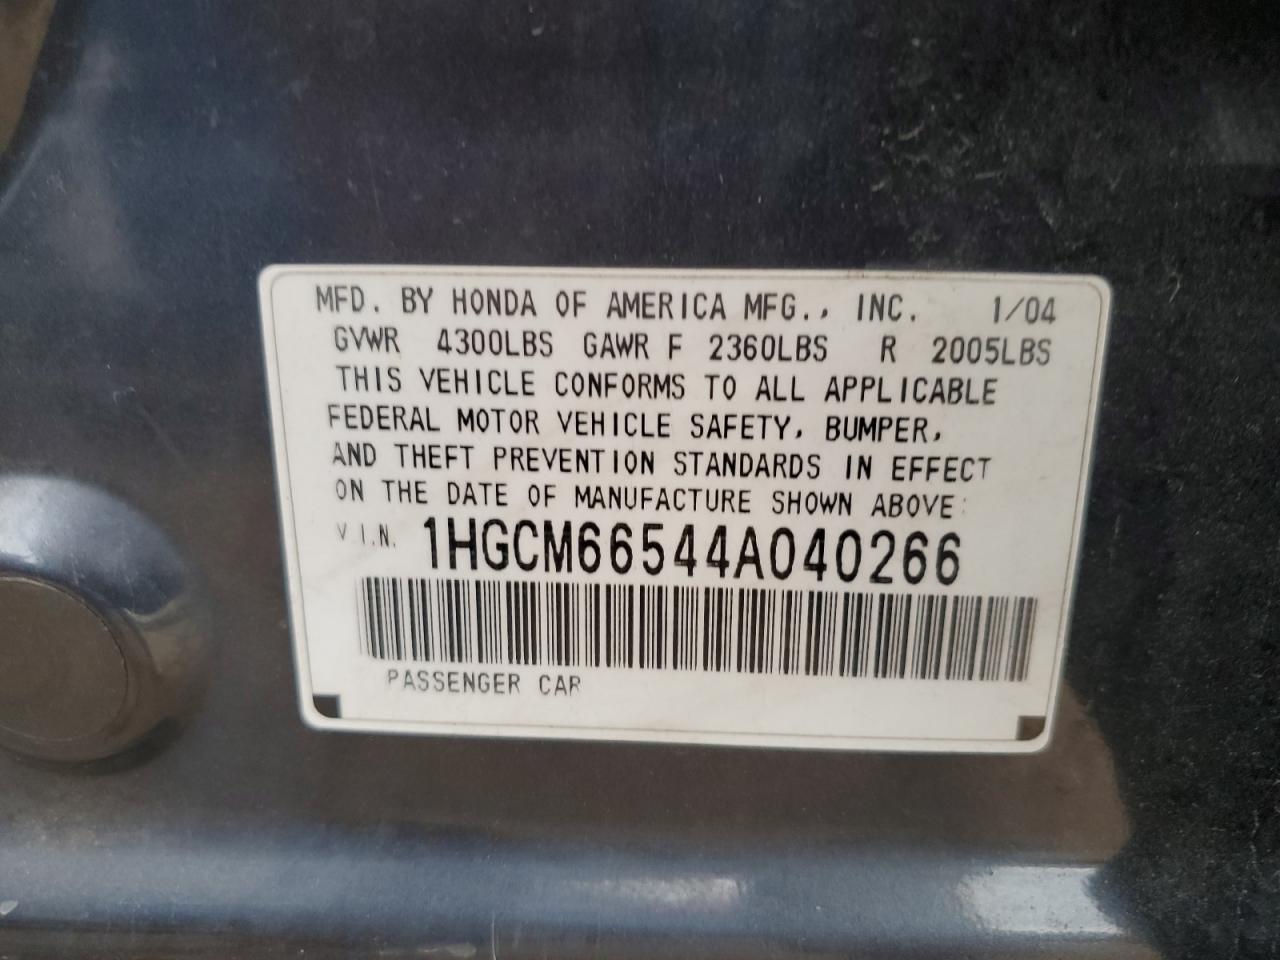 MFD. BY HONDA OF AMERICA MFG., INC. 1/04
GVWR 4300LBS GAWR F 2360LBS R 2005LBS
THIS VEHICLE CONFORMS TO ALL APPLICABLE
FEDERAL MOTOR VEHICLE SAFETY, BUMPER,
AND THEFT PREVENTION STANDARDS IN EFFECT
ON THE DATE OF MANUFACTURE SHOWN ABOVE:
V.I.N. 1HGCM66544A040266
PASSENGER CAR